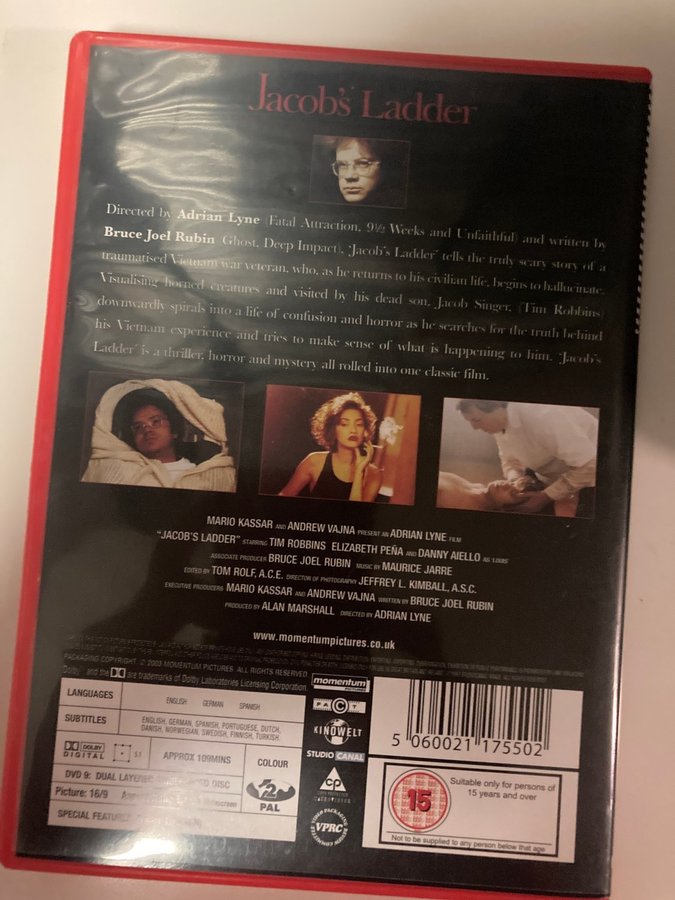 Jacob's Ladder
Directed by Adrian Lyne (Fatal Attraction, 9½ Weeks and Unfaithful) and written by
Bruce Joel Rubin (Ghost, Deep Impact), 'Jacob's Ladder' tells the truly scary story of a
traumatised Vietnam war veteran, who, as he returns to his civilian life, begins to hallucinate.
Visualising horned creatures and visited by his dead son, Jacob Singer, (Tim Robbins)
downwardly spirals into a life of confusion and horror as he searches for the truth behind
his Vietnam experience and tries to make sense of what is happening to him. 'Jacob's
Ladder' is a thriller, horror and mystery all rolled into one classic film.
MARIO KASSAR AND ANDREW VAJNA PRESENT AN ADRIAN LYNE FILM
"JACOB'S LADDER" STARRING TIM ROBBINS ELIZABETH PEÑA AND DANNY AIELLO AS 'LOUIS'
ASSOCIATE PRODUCER BRUCE JOEL RUBIN MUSIC BY MAURICE JARRE
EDITED BY TOM ROLF, A.C.E. DIRECTOR OF PHOTOGRAPHY JEFFREY L. KIMBALL, A.S.C.
EXECUTIVE PRODUCERS MARIO KASSAR AND ANDREW VAJNA WRITTEN BY BRUCE JOEL RUBIN
PRODUCED BY ALAN MARSHALL DIRECTED BY ADRIAN LYNE
www.momentumpictures.co.uk
PACKAGING COPYRIGHT © 2003 MOMENTUM PICTURES. ALL RIGHTS RESERVED.
Dolby and the are trademarks of Dolby Laboratories Licensing Corporation.
LANGUAGES ENGLISH GERMAN SPANISH
SUBTITLES ENGLISH, GERMAN, SPANISH, PORTUGUESE, DUTCH,
DANISH, NORWEGIAN, SWEDISH, FINNISH, TURKISH.
DOLBY DIGITAL 5.1 APPROX 109MINS COLOUR
DVD 9: DUAL DISC
2 PAL
Picture: 16/9
SPECIAL
momentum
PICTURES
FACT
KINOWELT
STUDIO CANAL
CP
VPRC
5 060021 175502
15
Suitable only for persons of
15 years and over
Not to be supplied to any person below that age